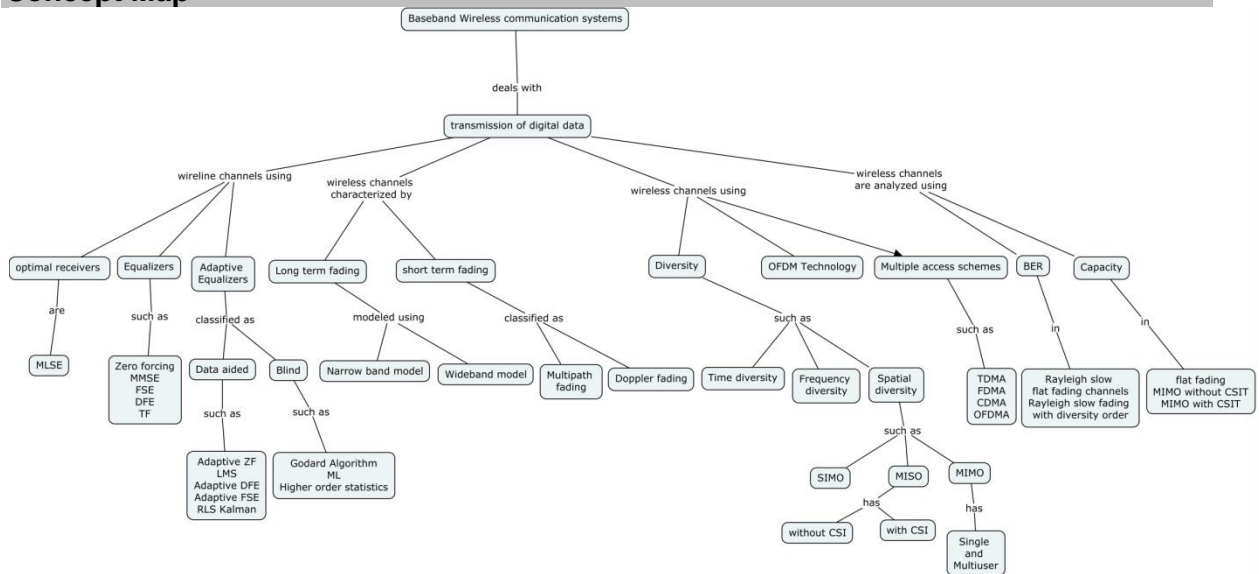 Concept Map
Baseband Wireless communication systems
deals with
transmission of digital data
wireline channels using
wireless channels
characterized by
wireless channels using
wireless channels
are analyzed using
optimal receivers
Equalizers
Adaptive
Equalizers
Long term fading
short term fading
Diversity
OFDM Technology
Multiple access schemes
BER
Capacity
are
such as
classified as
modeled using
classified as
such as
such as
in
in
MLSE
Zero forcing
MMSE
FSE
DFE
TF
Data aided
Blind
Narrow band model
Wideband model
Multipath
fading
Doppler fading
Time diversity
Frequency
diversity
Spatial
diversity
TDMA
FDMA
CDMA
OFDMA
Rayleigh slow
flat fading channels
Rayleigh slow fading
with diversity order
flat fading
MIMO without CSIT
MIMO with CSIT
such as
such as
such as
Adaptive ZF
LMS
Adaptive DFE
Adaptive FSE
RLS Kalman
Godard Algorithm
ML
Higher order statistics
SIMO
MISO
MIMO
has
has
without CSI
with CSI
Single
and
Multiuser